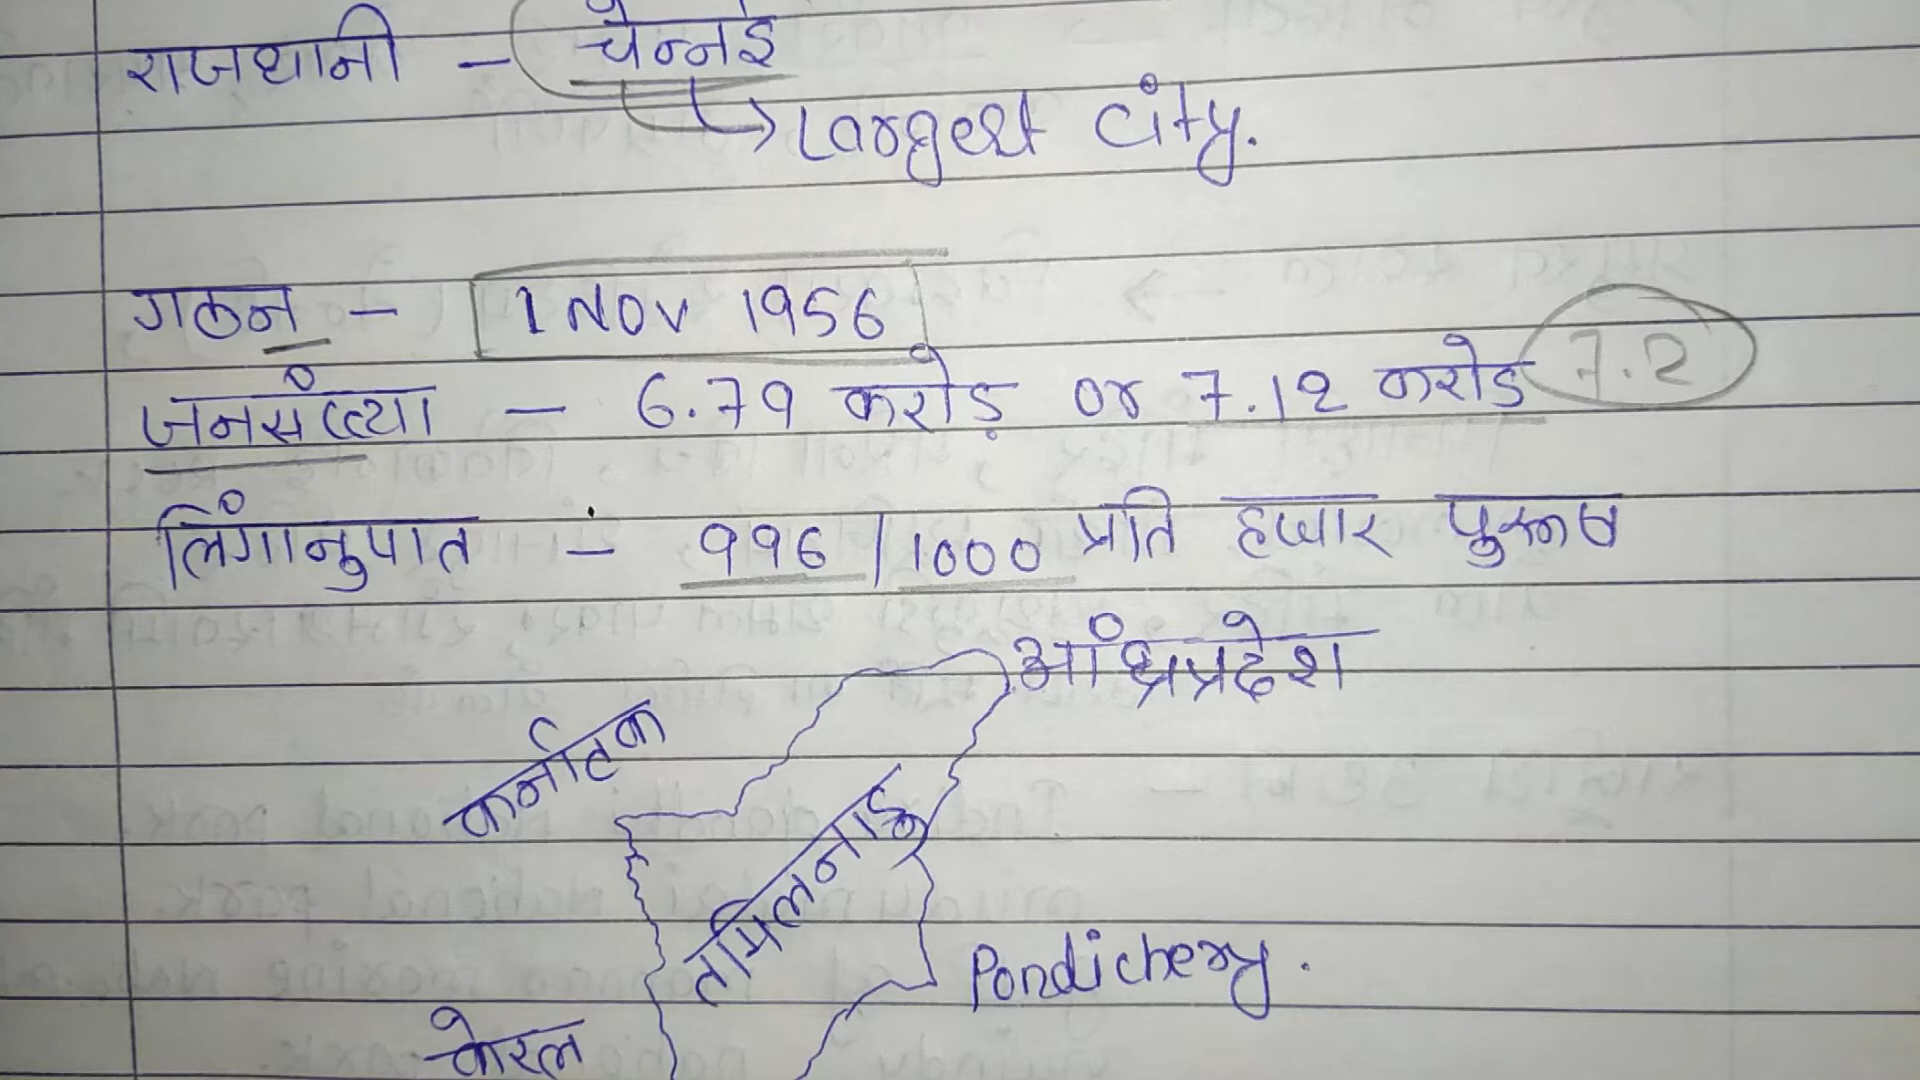 राजधानी - चेन्नई
→ Largest City.
गठन - 1 Nov 1956
जनसंख्या - 6.79 करोड़ or 7.12 करोड 7.2
लिंगानुपात - 996 / 1000 प्रति हजार पुरूष
आंध्रप्रदेश
कर्नाटक
तमिलनाडू
Pondichery.
केरल